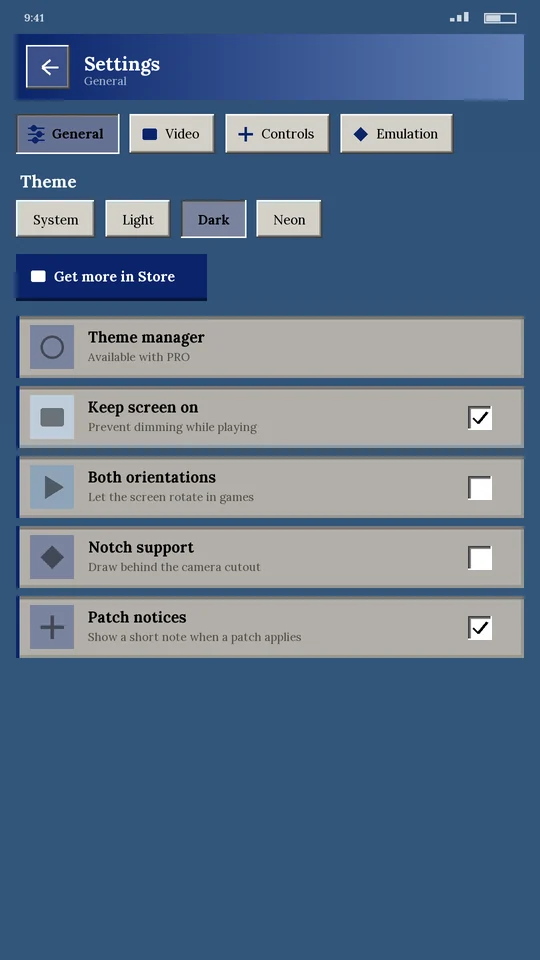 9:41
Settings
General
General
Video
Controls
Emulation
Theme
System
Light
Dark
Neon
Get more in Store
Theme manager
Available with PRO
Keep screen on
Prevent dimming while playing
Both orientations
Let the screen rotate in games
Notch support
Draw behind the camera cutout
Patch notices
Show a short note when a patch applies